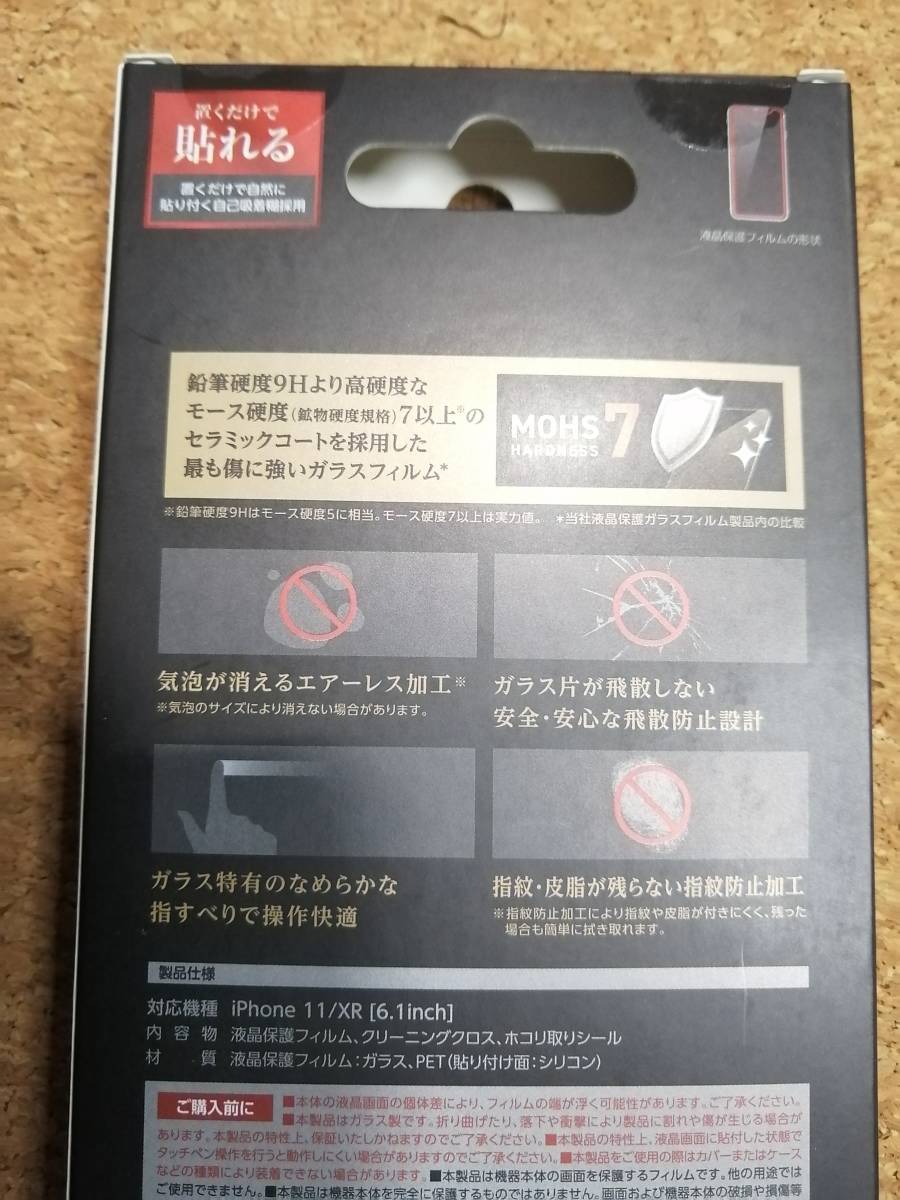 置くだけで
貼れる
置くだけで自然に
貼り付く自己吸着糊採用
液晶保護フィルムの形状
鉛筆硬度9Hより高硬度な
モース硬度(鉱物硬度規格)7以上※の
セラミックコートを採用した
最も傷に強いガラスフィルム*
MOHS 7
HARDNESS
※鉛筆硬度9Hはモース硬度5に相当。モース硬度7以上は実力値。 *当社液晶保護ガラスフィルム製品内の比較
気泡が消えるエアーレス加工※
※気泡のサイズにより消えない場合があります。
ガラス片が飛散しない
安全・安心な飛散防止設計
ガラス特有のなめらかな
指すべりで操作快適
指紋・皮脂が残らない指紋防止加工
※指紋防止加工により指紋や皮脂が付きにくく、残った
場合も簡単に拭き取れます。
製品仕様
対応機種 iPhone 11/XR [6.1inch]
内容物 液晶保護フィルム、クリーニングクロス、ホコリ取りシール
材質 液晶保護フィルム:ガラス、PET(貼り付け面:シリコン)
ご購入前に
■本体の液晶画面の個体差により、フィルムの端が浮く可能性があります。ご了承ください。
■本製品はガラス製です。折り曲げたり、落下や衝撃により製品に割れや傷が生じる場合が
あります。本製品の特性上、保証いたしかねますのでご了承ください。■本製品の特性上、液晶画面に貼付した状態で
タッチペン操作を行うと動作しにくい場合がありますのでご了承ください。■本製品をご使用の際はカバーまたはケース
などの種類により装着できない場合があります。■本製品は機器本体の画面を保護するフィルムです。他の用途では
ご使用できません。■本製品は機器本体を完全に保護するものではありません。画面および機器本体の破損や損傷等